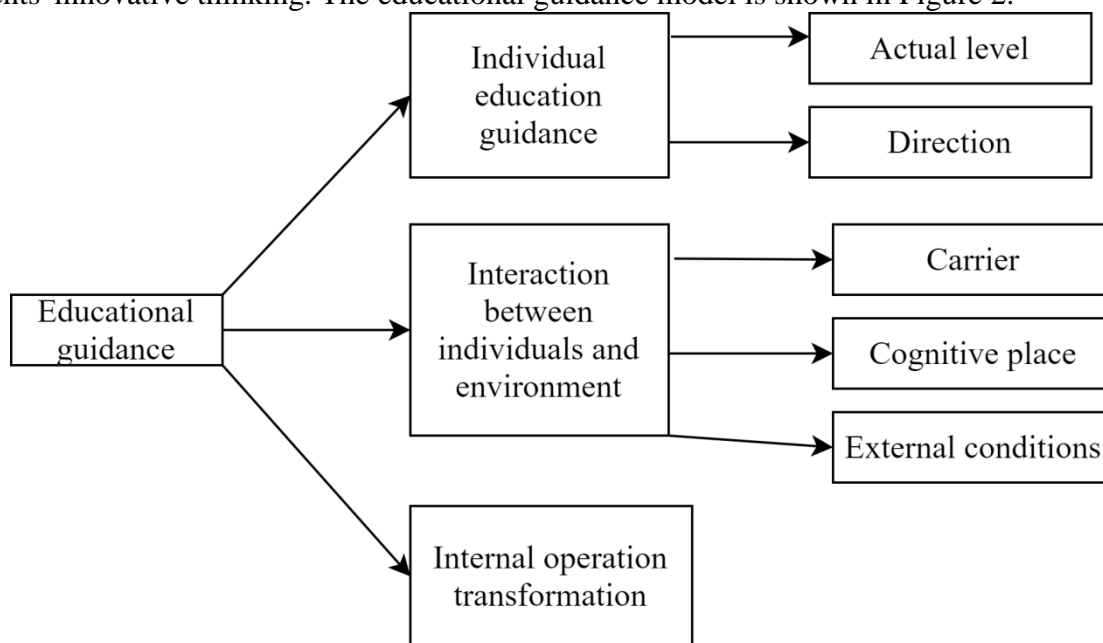 innovative thinking. The educational guidance model is shown in Figure 2.
Individual
education
guidance
Actual level
Direction
Educational
guidance
Interaction
between
individuals and
environment
Carrier
Cognitive place
External conditions
Internal operation
transformation